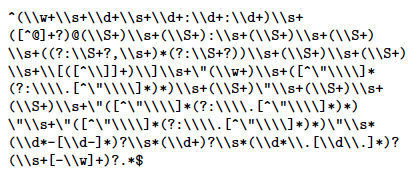 ^(\\w+\\s+\\d+\\s+\\d+:\\d+:\\d+)\\s+
([^@]+?)@(\\S+)\\s+(\\S+):\\s+(\\S+)\\s+(\\S+)
\\s+((?:\\S+?,\\s+)*(?:\\S+?))\\s+(\\S+)\\s+(\\S+)
\\s+\\[([^\\]]+)\\]\\s+\"(\\w+)\\s+([^\"\\\\]*
(?:\\\\.[^\"\\\\]*)*)\\s+(\\S+)\"\\s+(\\S+)\\s+
(\\S+)\\s+\"([^\"\\\\]*(?:\\\\.[^\"\\\\]*)*)
\"\\s+\"([^\"\\\\]*(?:\\\\.[^\"\\\\]*)*)\"\\s*
(\\d*-[\\d-]*)?\\s*(\\d+)?\\s*(\\d*\\.[\\d\\.]*)?
(\\s+[-\\w]+)?.*$